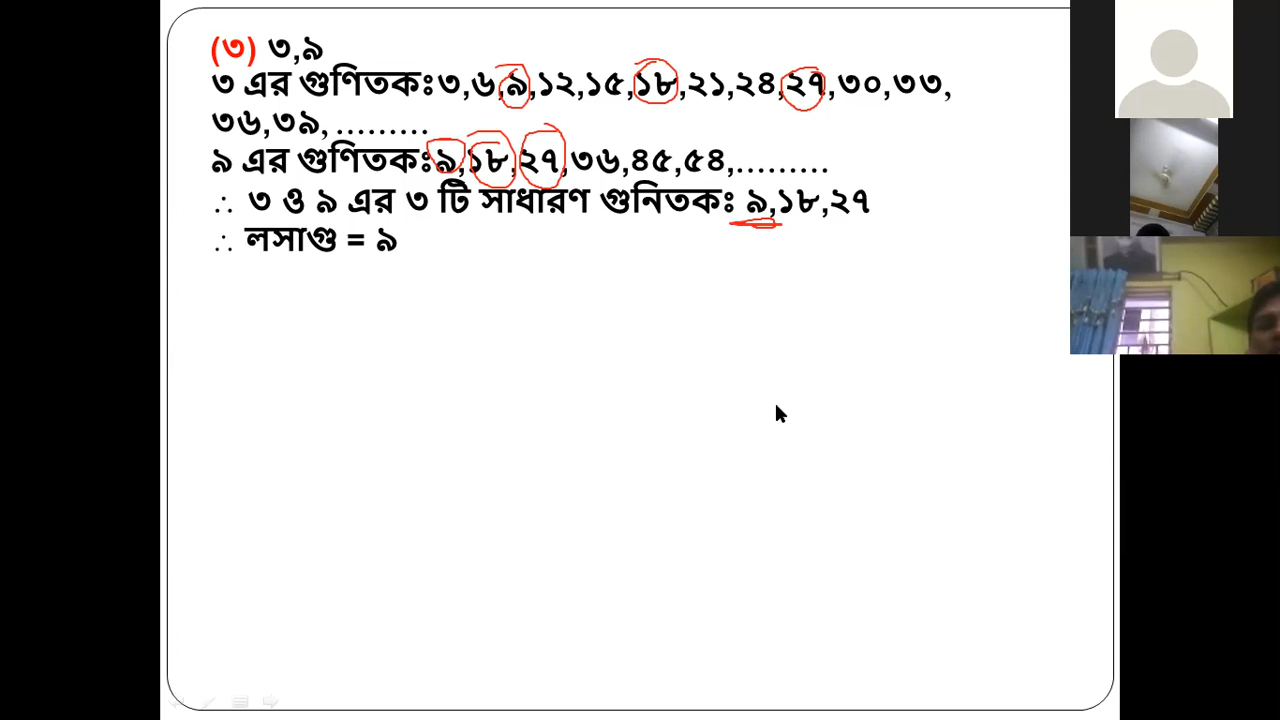 (৩) ৩,৯
৩ এর গুণিতকঃ৩,৬,৯,১২,১৫,১৮,২১,২৪,২৭,৩০,৩৩,
৩৬,৩৯, .........
৯ এর গুণিতকঃ৯,১৮,২৭,৩৬,৪৫,৫৪,.........
∴ ৩ ও ৯ এর ৩ টি সাধারণ গুনিতকঃ ৯,১৮,২৭
∴ লসাগু = ৯